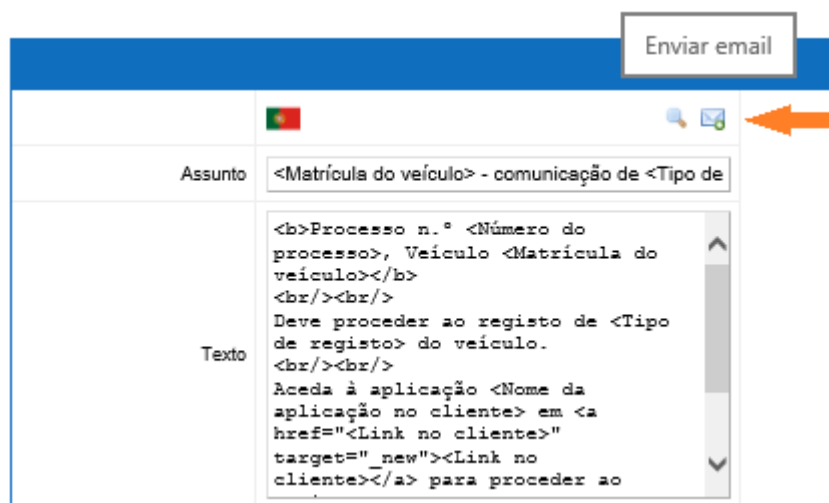 Enviar email
Assunto
<Matrícula do veículo> - comunicação de <Tipo de
Texto
<b>Processo n.º <Número do
processo>, Veículo <Matrícula do
veículo></b>
<br/><br/>
Deve proceder ao registo de <Tipo
de registo> do veículo.
<br/><br/>
Aceda à aplicação <Nome da
aplicação no cliente> em <a
href="<Link no cliente>"
target="_new"><Link no
cliente></a> para proceder ao